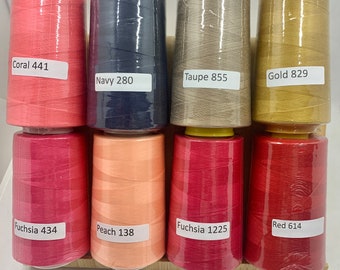 Coral 441
Navy 280
Taupe 855
Gold 829
Fuchsia 434
Peach 138
Fuchsia 1225
Red 614